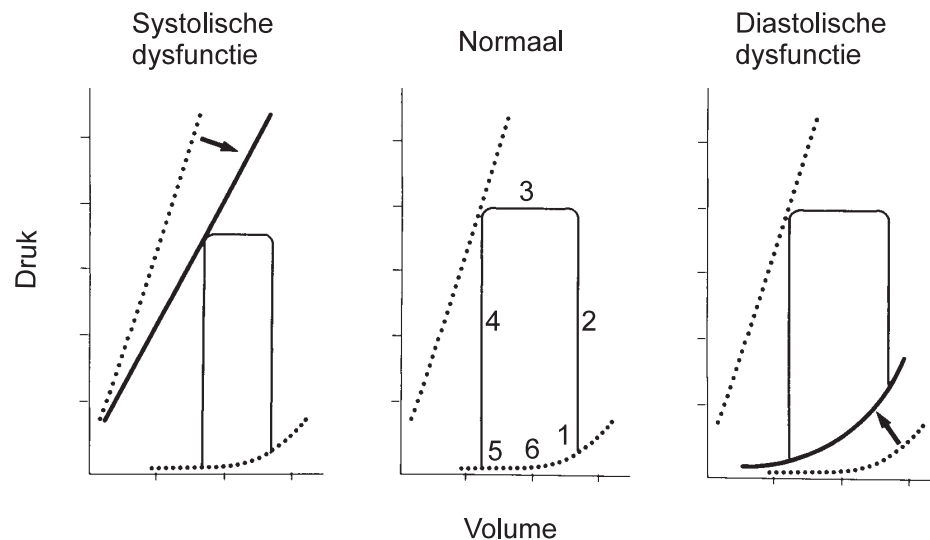 Systolische
dysfunctie
Normaal
Diastolische
dysfunctie
Druk
3
4
2
5
6
1
Volume